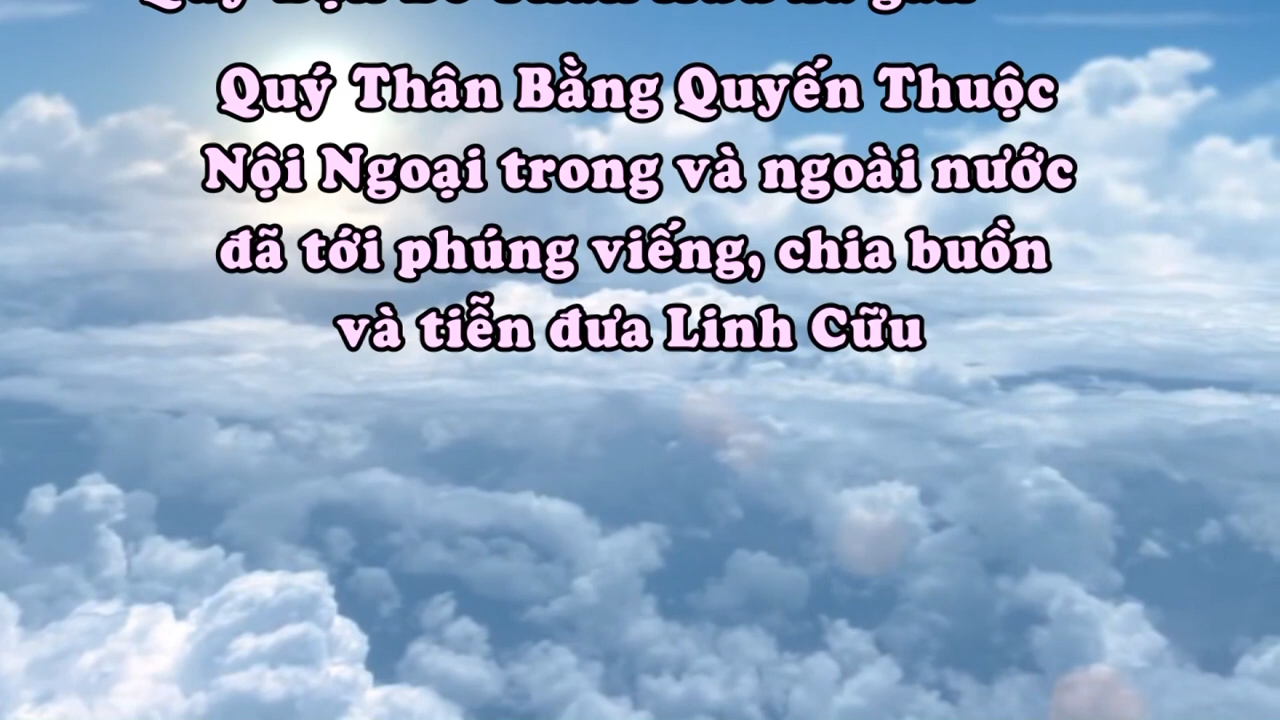 Quý Thân Bằng Quyến Thuộc
Nội Ngoại trong và ngoài nước
đã tới phúng viếng, chia buồn
và tiễn đưa Linh Cữu